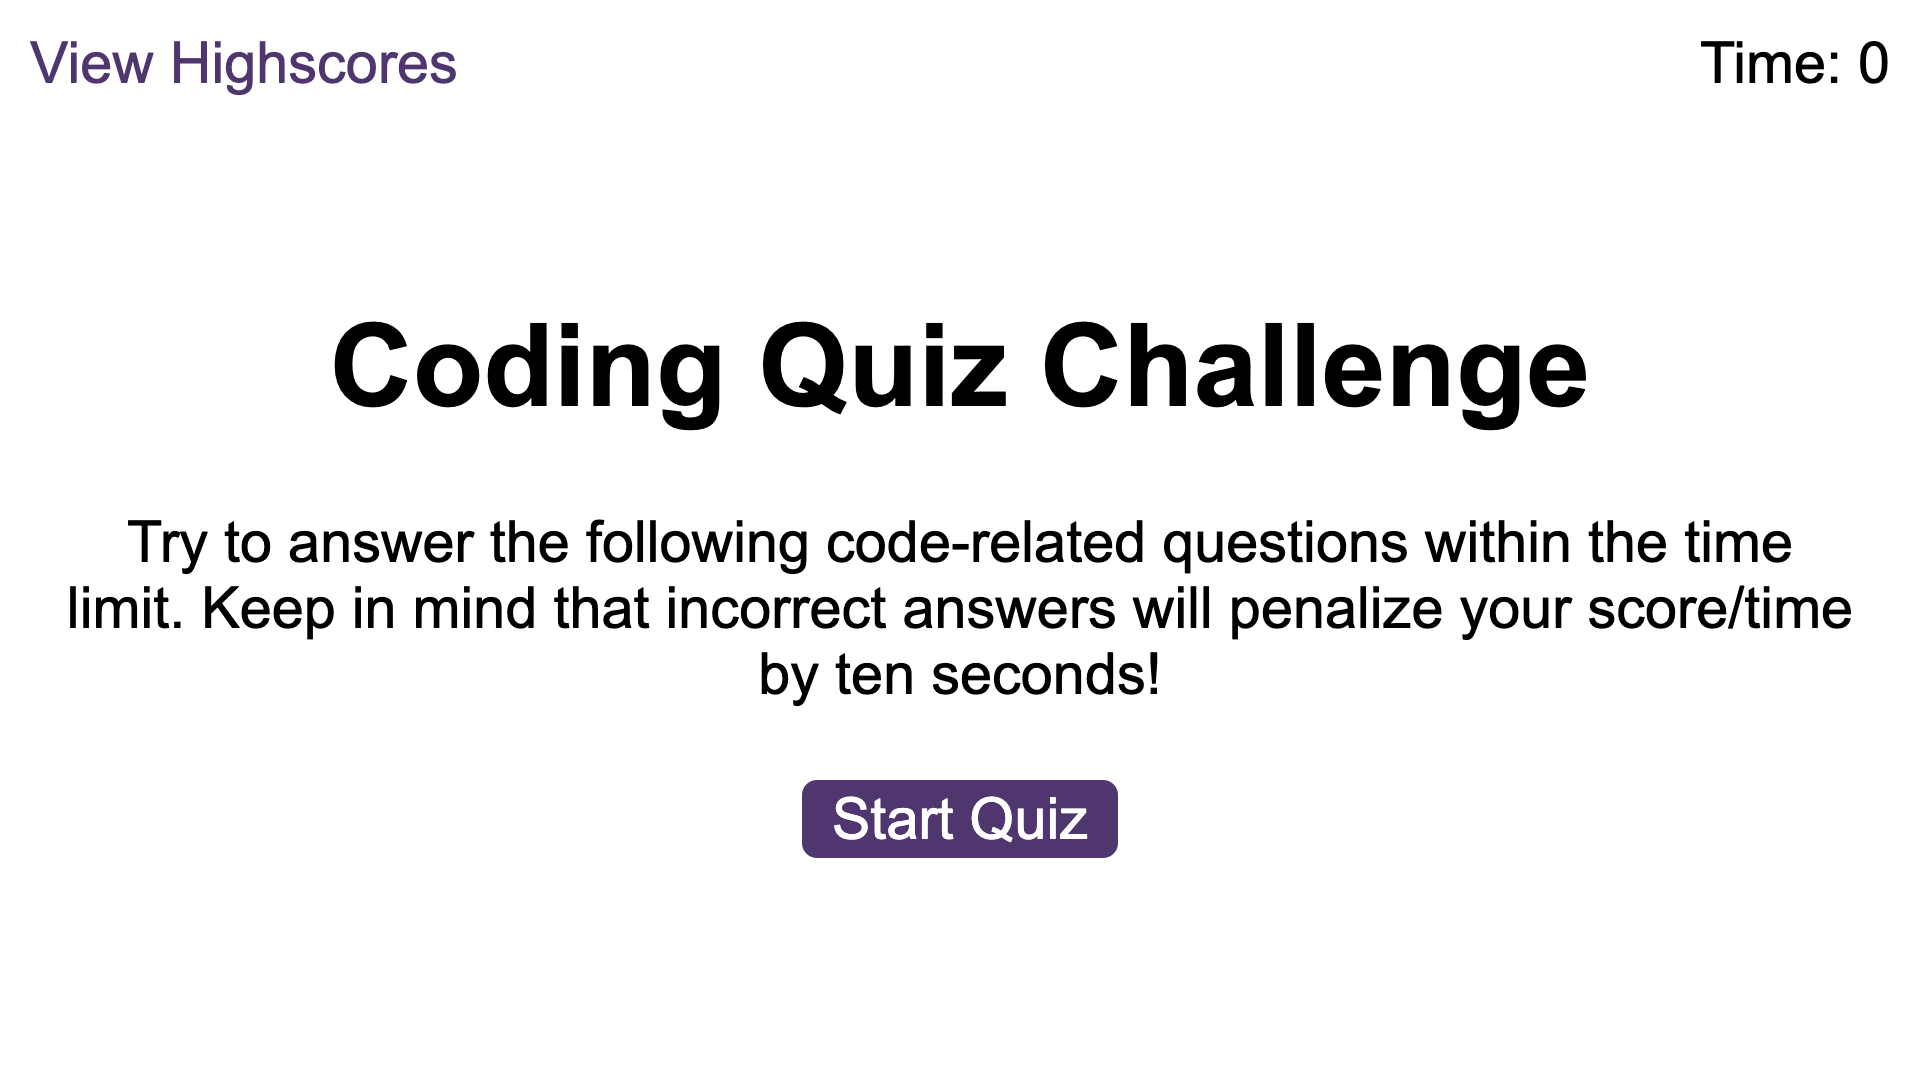 View Highscores
Time: 0
Coding Quiz Challenge
Try to answer the following code-related questions within the time
limit. Keep in mind that incorrect answers will penalize your score/time
by ten seconds!
Start Quiz